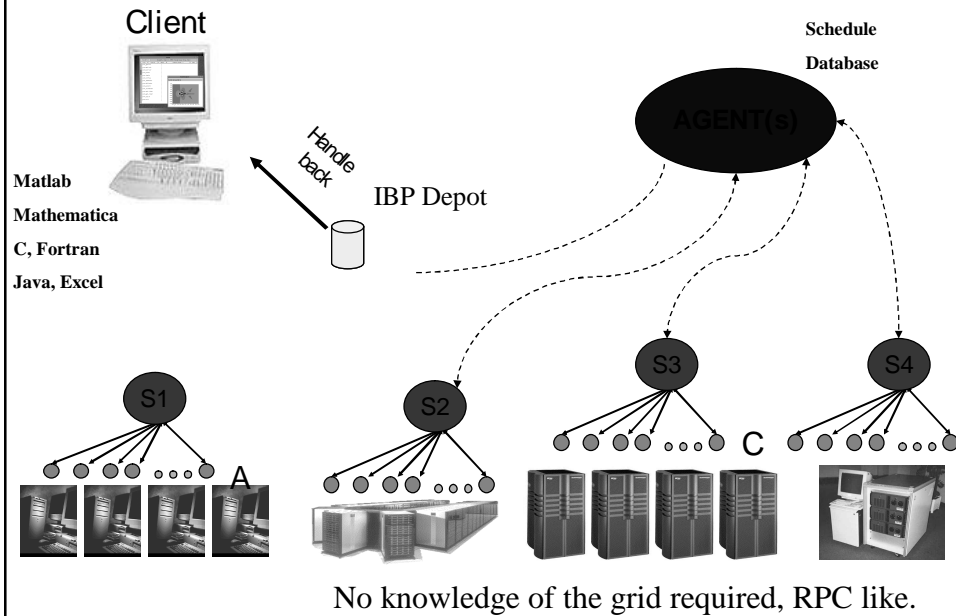 Client
Schedule
Database
AGENT(s)
Handle
back
IBP Depot
Matlab
Mathematica
C, Fortran
Java, Excel
S1
S2
S3
S4
A
C
No knowledge of the grid required, RPC like.